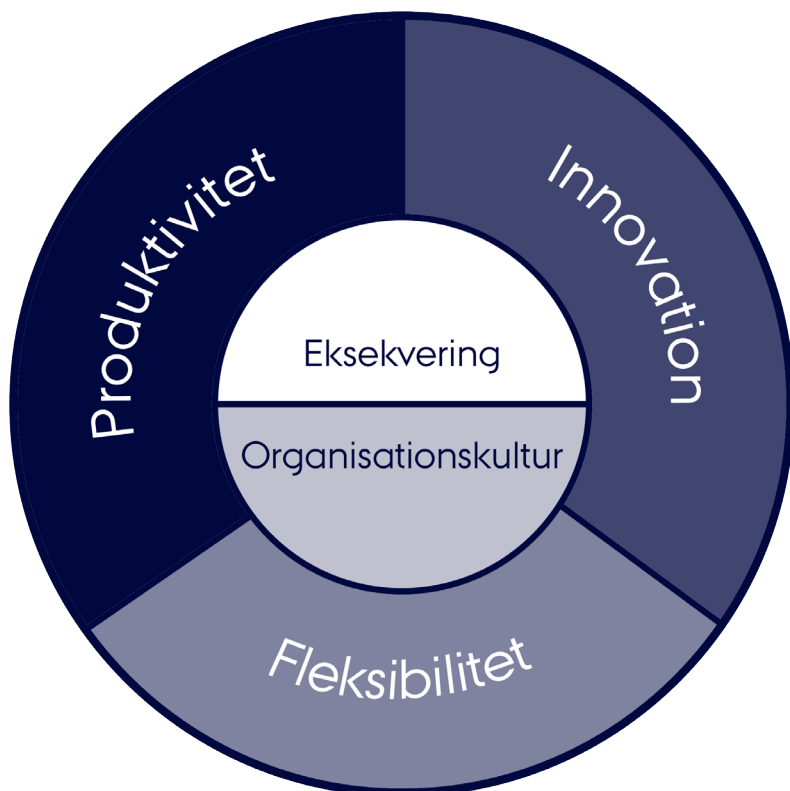 Produktivitet
Innovation
Eksekvering
Organisationskultur
Fleksibilitet